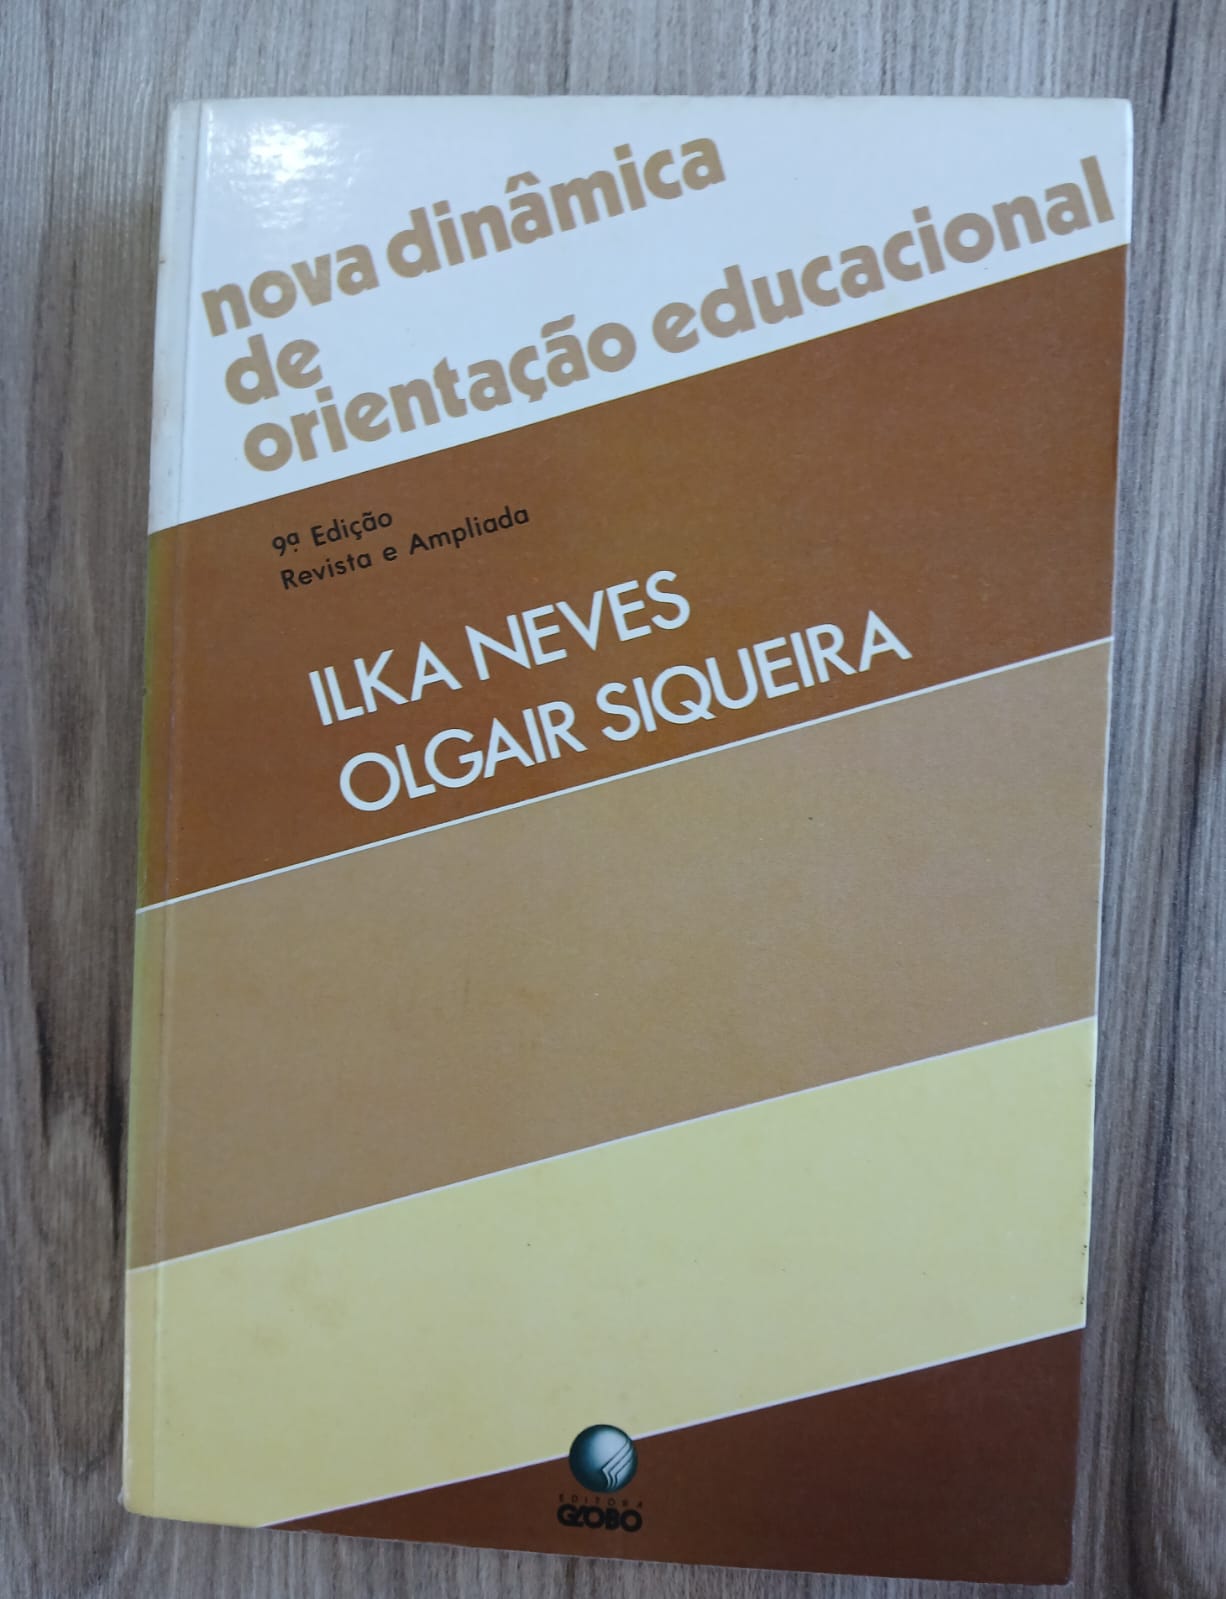 nova dinâmica
de
orientação educacional
9ª Edição
Revista e Ampliada
ILKA NEVES
OLGAIR SIQUEIRA
EDITORA
GLOBO